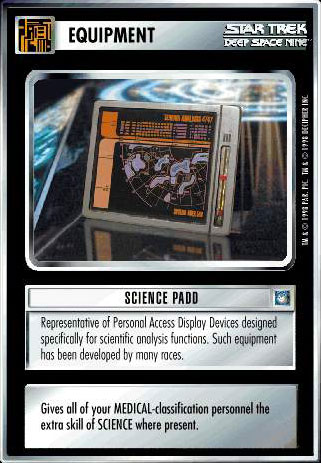 EQUIPMENT
STAR TREK
DEEP SPACE NINE
SCIENCE PADD
Representative of Personal Access Display Devices designed
specifically for scientific analysis functions. Such equipment
has been developed by many races.
Gives all of your MEDICAL-classification personnel the
extra skill of SCIENCE where present.
TM & © 1998 PAR. PIC. TM & © 1998 DECIPHER INC.